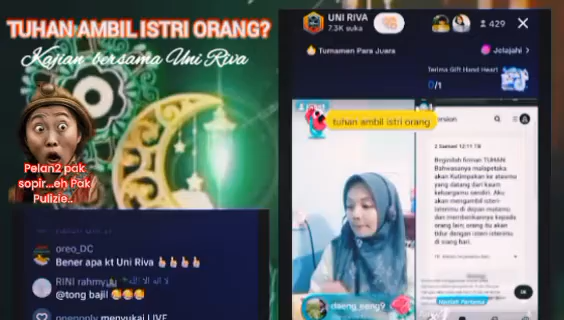 TUHAN AMBIL ISTRI ORANG?
Kajian bersama Uni Riva
Pelan2 pak
sopir...eh Pak
Pulizie..
oreo_DC
Bener apa kt Uni Riva
RINI rahmyu
@tong bajil
menyukai LIVE
UNI RIVA
7.3K suka
429
Turnamen Para Juara
Jelajahi >
Terima Gift Hand Heart
0/1
tuhan ambil istri orang
2 Samuel 12:11 TB
Beginilah firman TUHAN:
Bahwasanya malapetaka
akan Kutimpakan ke atasmu
yang datang dari kaum
keluargamu sendiri. Aku
akan mengambil isteri-
isterimu di depan matamu
dan memberikannya kepada
orang lain; orang itu akan
tidur dengan isteri-isterimu
di siang hari.
OK
daeng_neng?